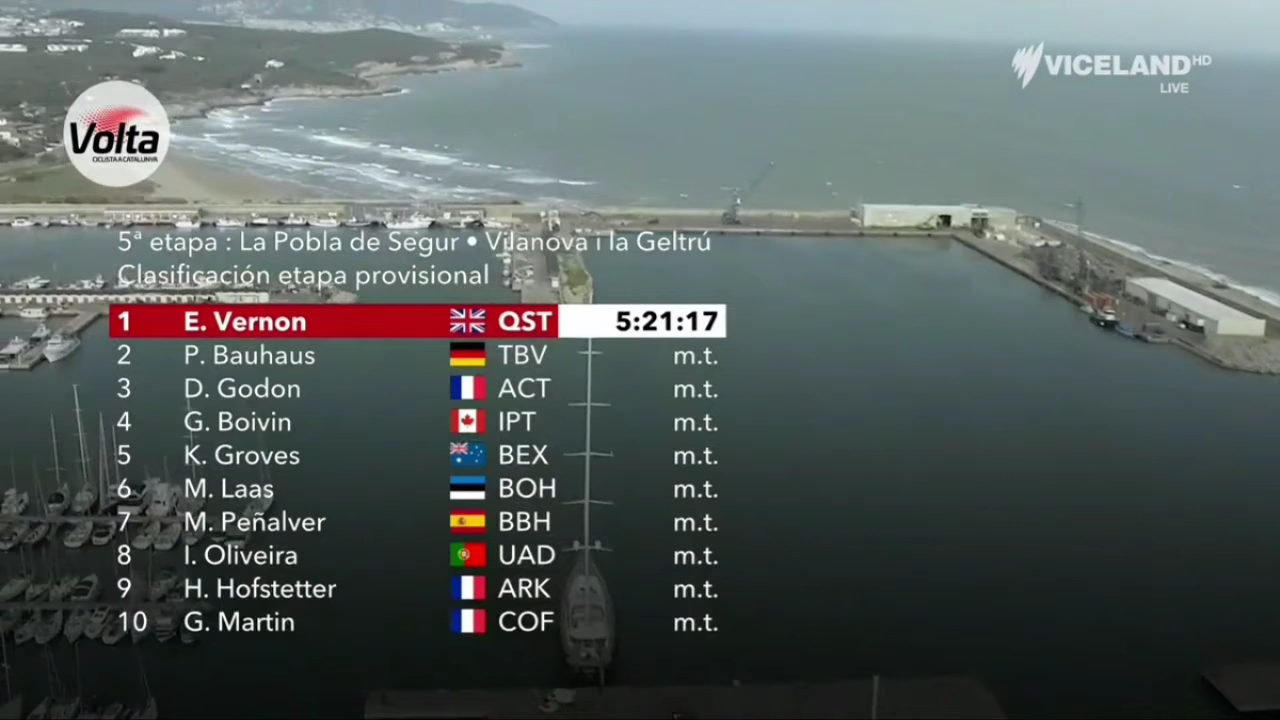 VICELAND HD
LIVE
Volta
CICLISTA A CATALUNYA
5ª etapa : La Pobla de Segur • Vilanova i la Geltrú
Clasificación etapa provisional
1 E. Vernon QST 5:21:17
2 P. Bauhaus TBV m.t.
3 D. Godon ACT m.t.
4 G. Boivin IPT m.t.
5 K. Groves BEX m.t.
6 M. Laas BOH m.t.
7 M. Peñalver BBH m.t.
8 I. Oliveira UAD m.t.
9 H. Hofstetter ARK m.t.
10 G. Martin COF m.t.